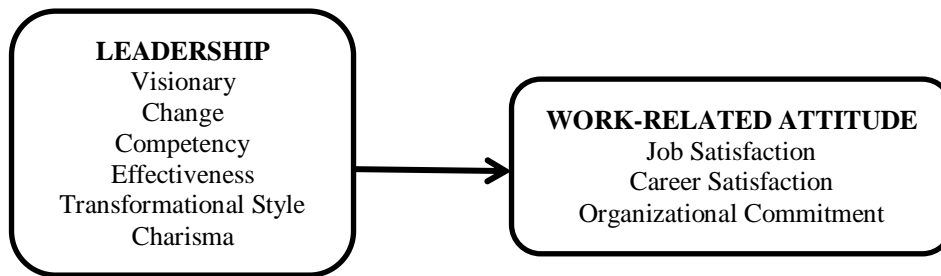 LEADERSHIP
Visionary
Change
Competency
Effectiveness
Transformational Style
Charisma
WORK-RELATED ATTITUDE
Job Satisfaction
Career Satisfaction
Organizational Commitment